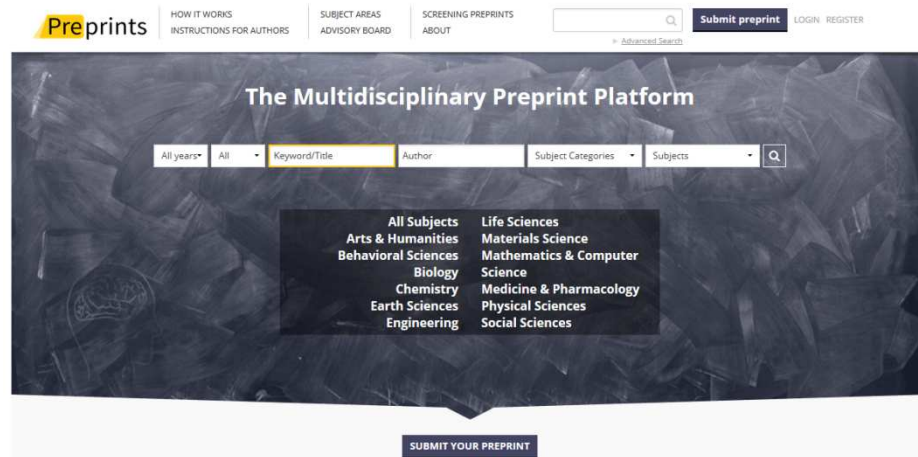 Preprints
HOW IT WORKS
INSTRUCTIONS FOR AUTHORS
SUBJECT AREAS
ADVISORY BOARD
SCREENING PREPRINTS
ABOUT
Submit preprint
LOGIN REGISTER
» Advanced Search
The Multidisciplinary Preprint Platform
All years
All
Keyword/Title
Author
Subject Categories
Subjects
All Subjects
Arts & Humanities
Behavioral Sciences
Biology
Chemistry
Earth Sciences
Engineering
Life Sciences
Materials Science
Mathematics & Computer
Science
Medicine & Pharmacology
Physical Sciences
Social Sciences
SUBMIT YOUR PREPRINT